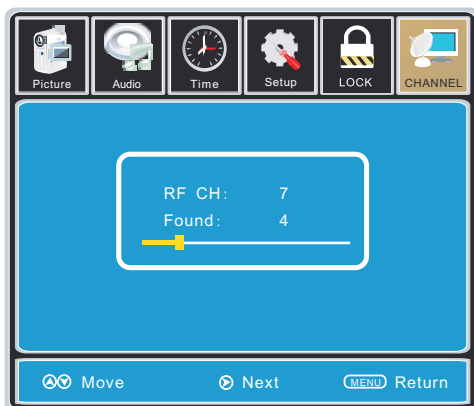 Picture Audio Time Setup LOCK CHANNEL
RF CH: 7
Found: 4
Move Next MENU Return